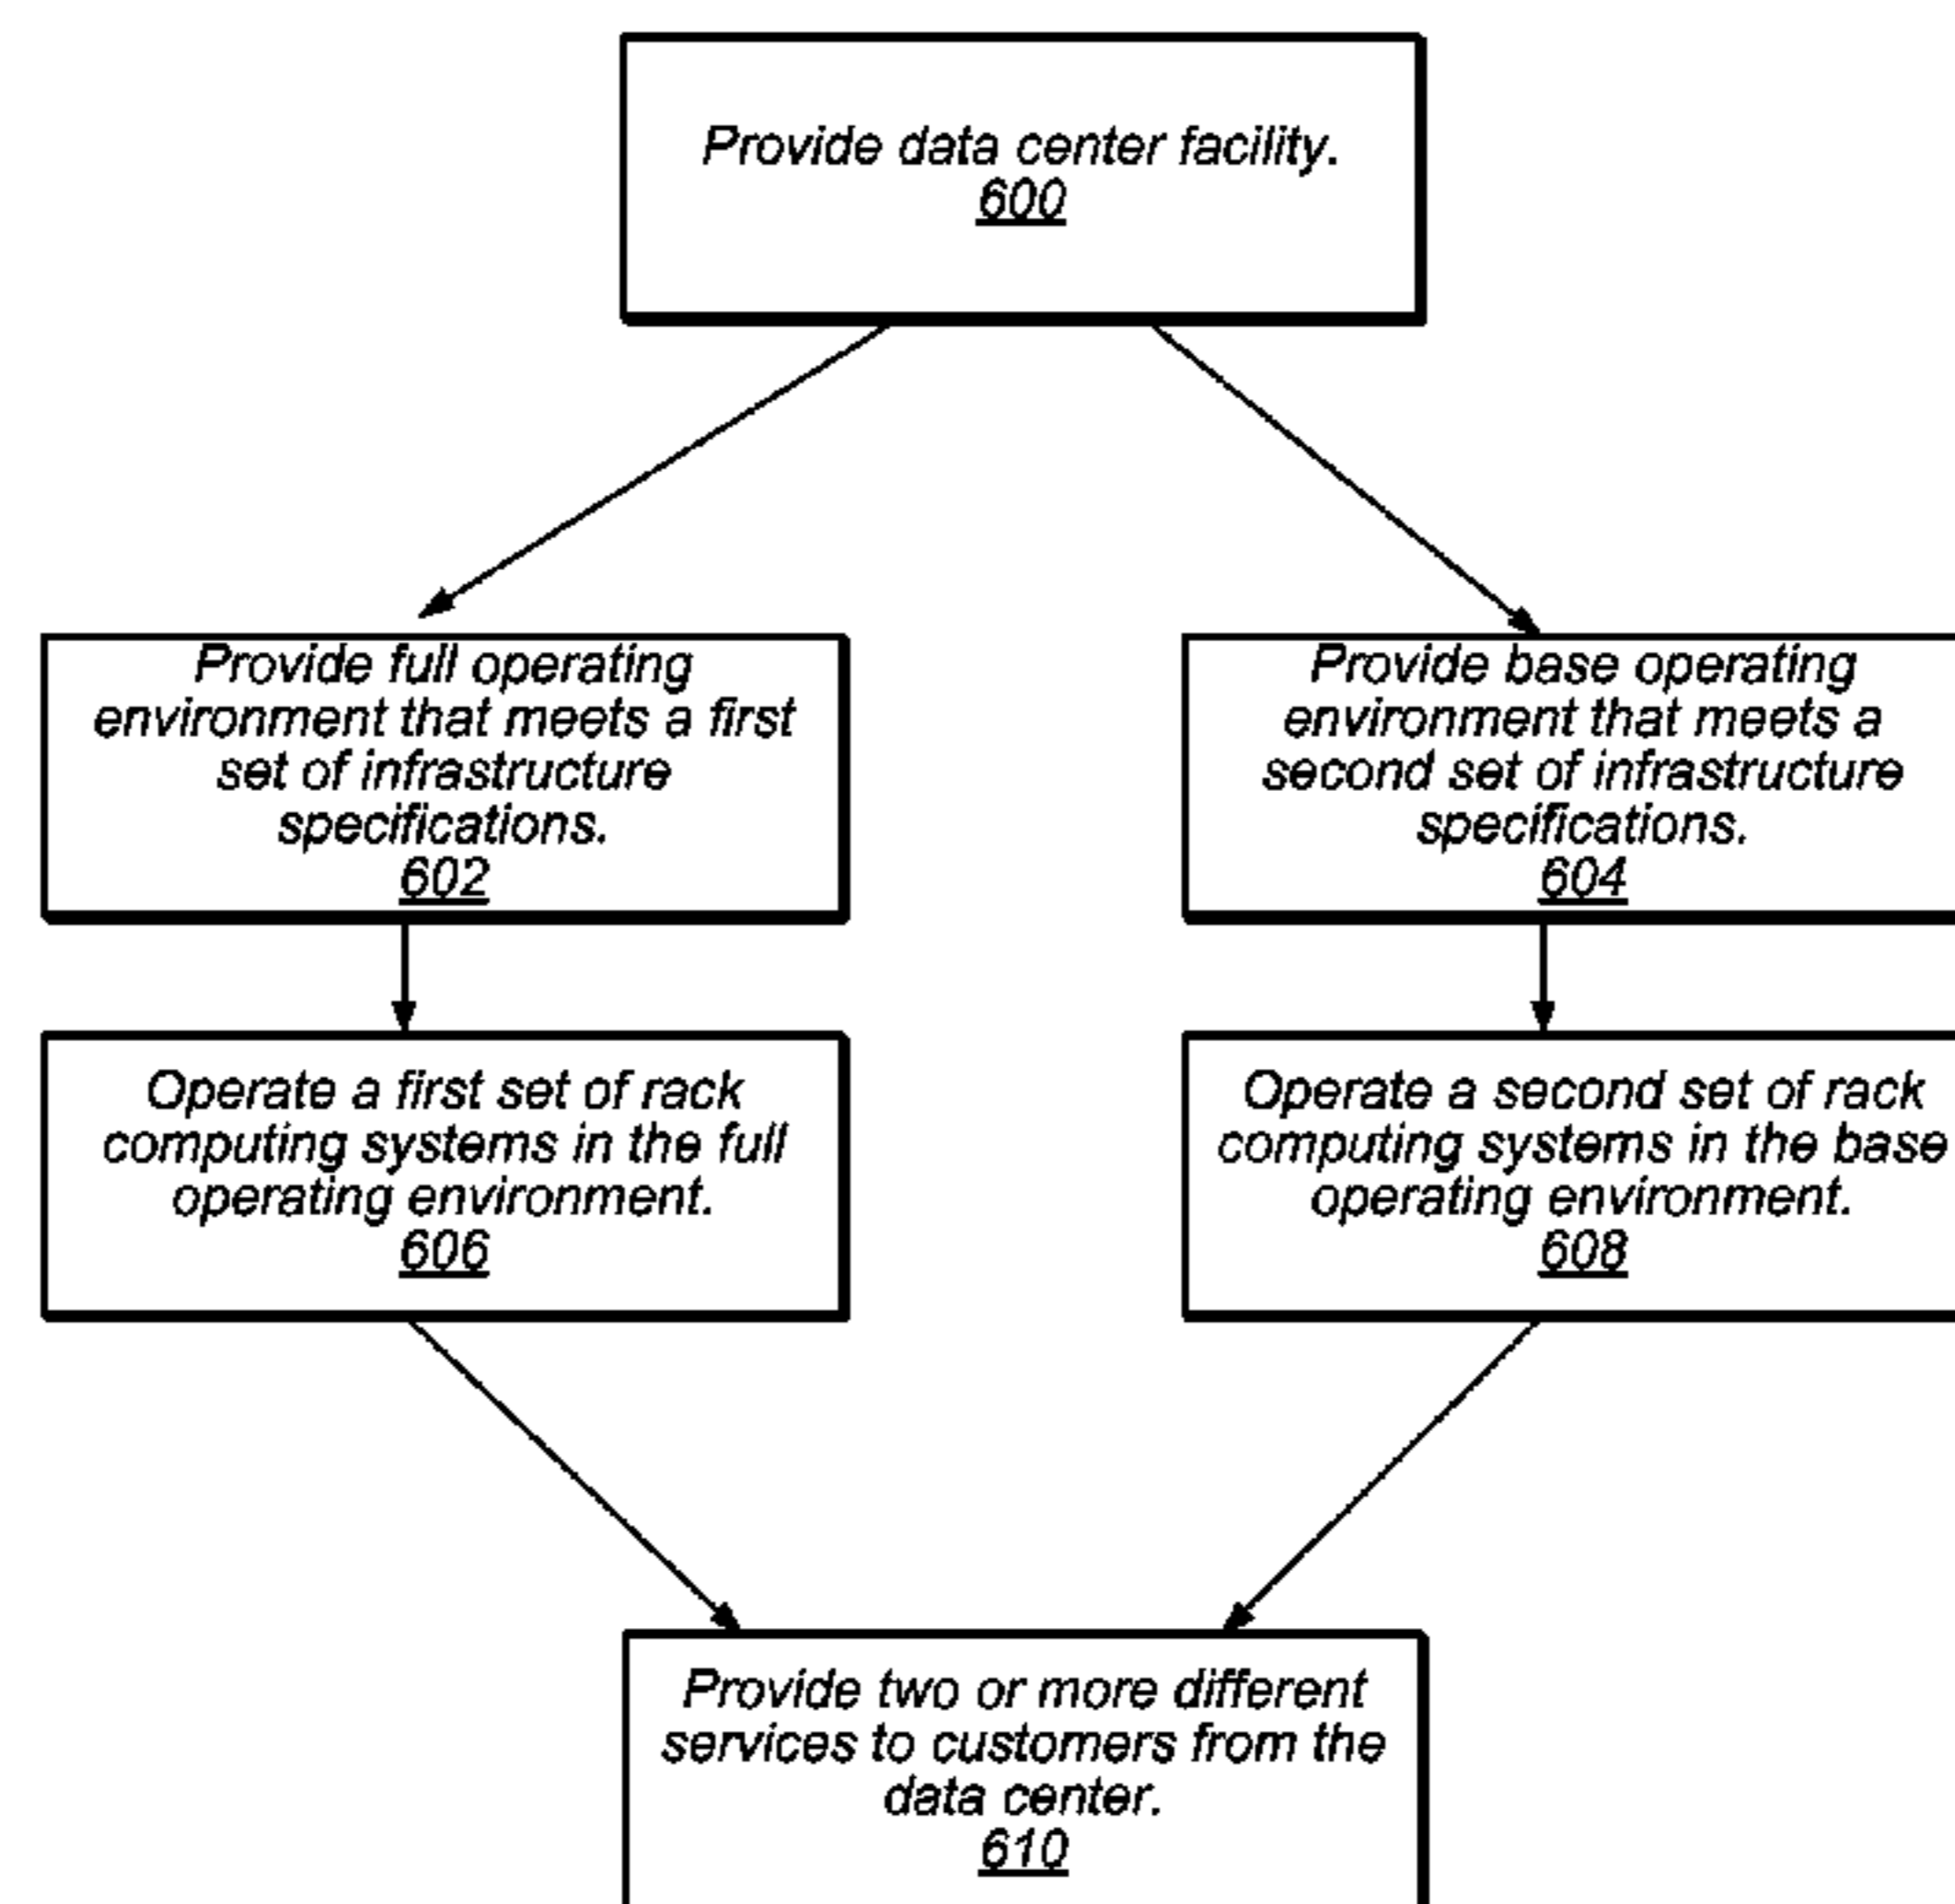 Provide data center facility.
600
Provide full operating
environment that meets a first
set of infrastructure
specifications.
602
Provide base operating
environment that meets a
second set of infrastructure
specifications.
604
Operate a first set of rack
computing systems in the full
operating environment.
606
Operate a second set of rack
computing systems in the base
operating environment.
608
Provide two or more different
services to customers from the
data center.
610